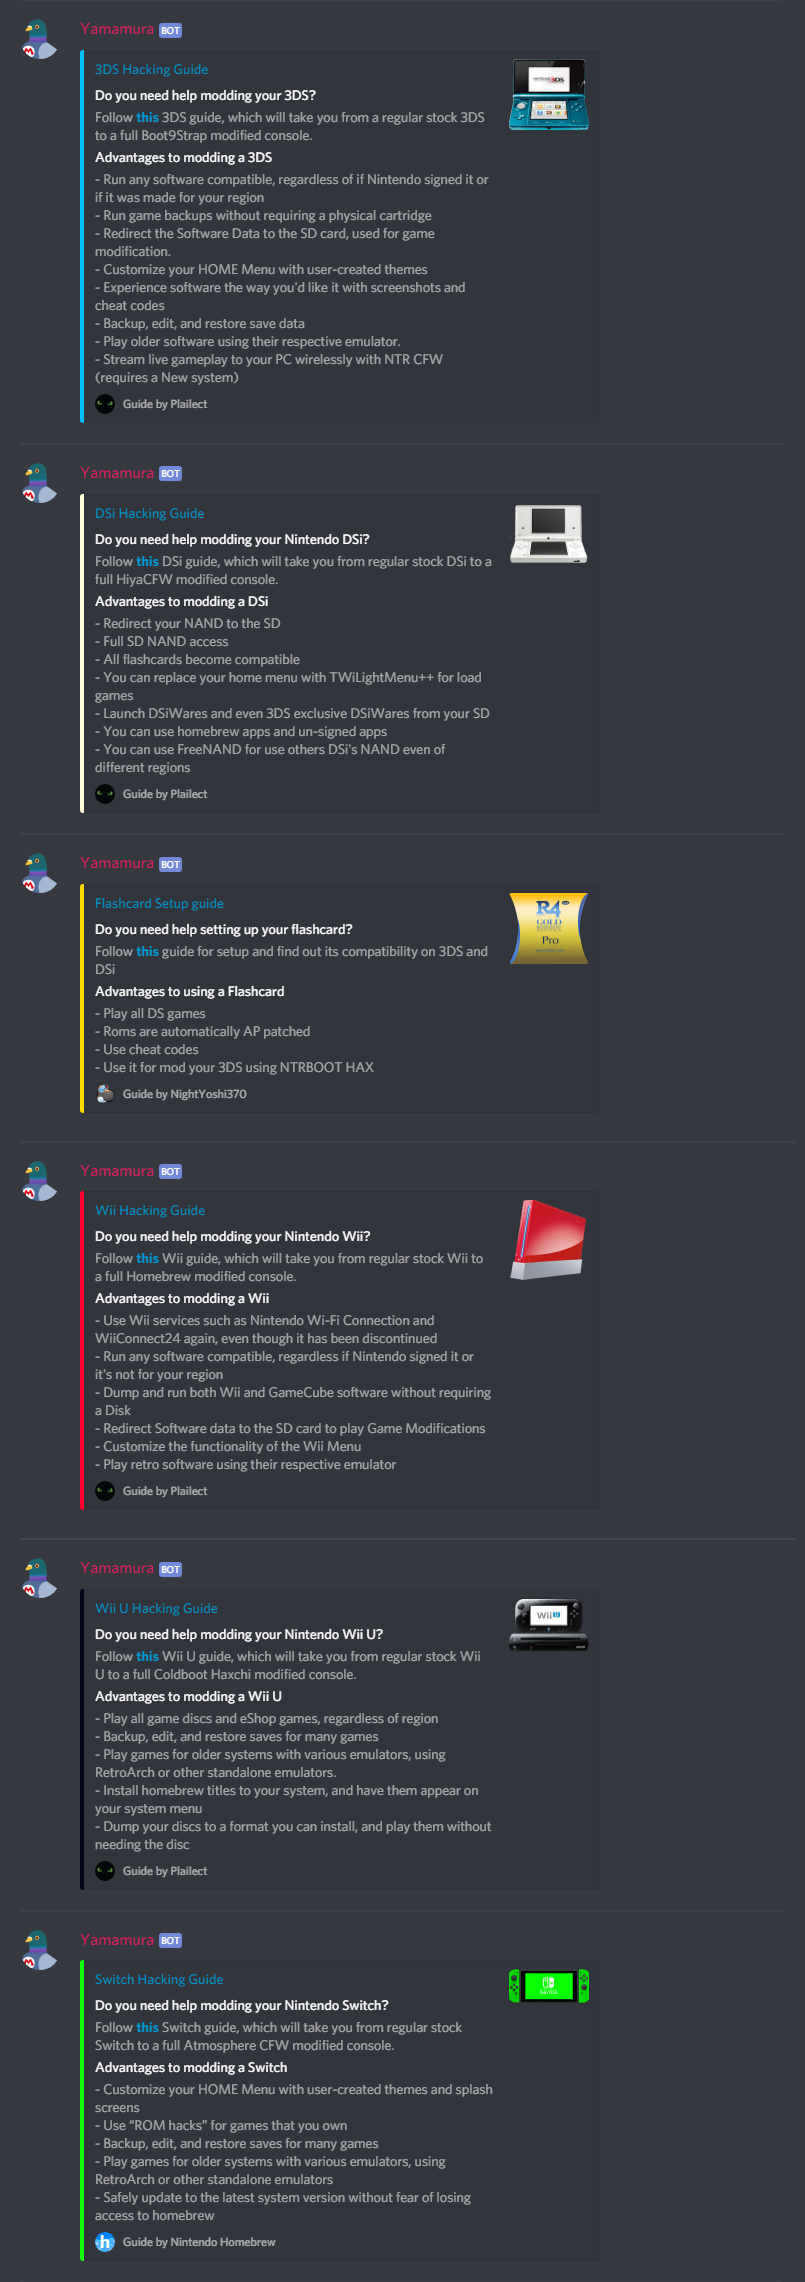 Yamamura BOT
3DS Hacking Guide
Do you need help modding your 3DS?
Follow this 3DS guide, which will take you from a regular stock 3DS
to a full Boot9Strap modified console.
Advantages to modding a 3DS
- Run any software compatible, regardless of if Nintendo signed it or
if it was made for your region
- Run game backups without requiring a physical cartridge
- Redirect the Software Data to the SD card, used for game
modification.
- Customize your HOME Menu with user-created themes
- Experience software the way you'd like it with screenshots and
cheat codes
- Backup, edit, and restore save data
- Play older software using their respective emulator.
- Stream live gameplay to your PC wirelessly with NTR CFW
(requires a New system)
Guide by Plailect
Yamamura BOT
DSi Hacking Guide
Do you need help modding your Nintendo DSi?
Follow this DSi guide, which will take you from regular stock DSi to a
full HiyaCFW modified console.
Advantages to modding a DSi
- Redirect your NAND to the SD
- Full SD NAND access
- All flashcards become compatible
- You can replace your home menu with TWiLightMenu++ for load
games
- Launch DSiWares and even 3DS exclusive DSiWares from your SD
- You can use homebrew apps and un-signed apps
- You can use FreeNAND for use others DSi's NAND even of
different regions
Guide by Plailect
Yamamura BOT
Flashcard Setup guide
R4
GOLD
Pro
Do you need help setting up your flashcard?
Follow this guide for setup and find out its compatibility on 3DS and
DSi
Advantages to using a Flashcard
- Play all DS games
- Roms are automatically AP patched
- Use cheat codes
- Use it for mod your 3DS using NTRBOOT HAX
Guide by NightYoshi370
Yamamura BOT
Wii Hacking Guide
Do you need help modding your Nintendo Wii?
Follow this Wii guide, which will take you from regular stock Wii to
a full Homebrew modified console.
Advantages to modding a Wii
- Use Wii services such as Nintendo Wi-Fi Connection and
WiiConnect24 again, even though it has been discontinued
- Run any software compatible, regardless if Nintendo signed it or
it's not for your region
- Dump and run both Wii and GameCube software without requiring
a Disk
- Redirect Software data to the SD card to play Game Modifications
- Customize the functionality of the Wii Menu
- Play retro software using their respective emulator
Guide by Plailect
Yamamura BOT
Wii U Hacking Guide
WiiU
Do you need help modding your Nintendo Wii U?
Follow this Wii U guide, which will take you from regular stock Wii
U to a full Coldboot Haxchi modified console.
Advantages to modding a Wii U
- Play all game discs and eShop games, regardless of region
- Backup, edit, and restore saves for many games
- Play games for older systems with various emulators, using
RetroArch or other standalone emulators.
- Install homebrew titles to your system, and have them appear on
your system menu
- Dump your discs to a format you can install, and play them without
needing the disc
Guide by Plailect
Yamamura BOT
Switch Hacking Guide
Do you need help modding your Nintendo Switch?
Follow this Switch guide, which will take you from regular stock
Switch to a full Atmosphere CFW modified console.
Advantages to modding a Switch
- Customize your HOME Menu with user-created themes and splash
screens
- Use “ROM hacks” for games that you own
- Backup, edit, and restore saves for many games
- Play games for older systems with various emulators, using
RetroArch or other standalone emulators
- Safely update to the latest system version without fear of losing
access to homebrew
Guide by Nintendo Homebrew